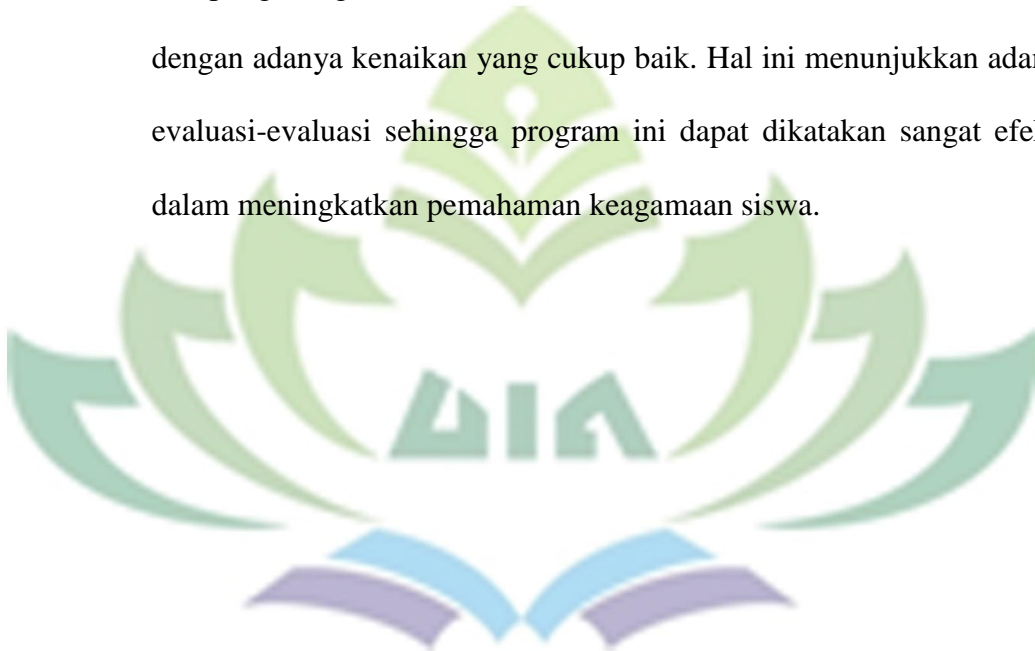 dengan adanya kenaikan yang cukup baik. Hal ini menunjukkan
evaluasi-evaluasi sehingga program ini dapat dikatakan sangat
dalam meningkatkan pemahaman keagamaan siswa.
UIN